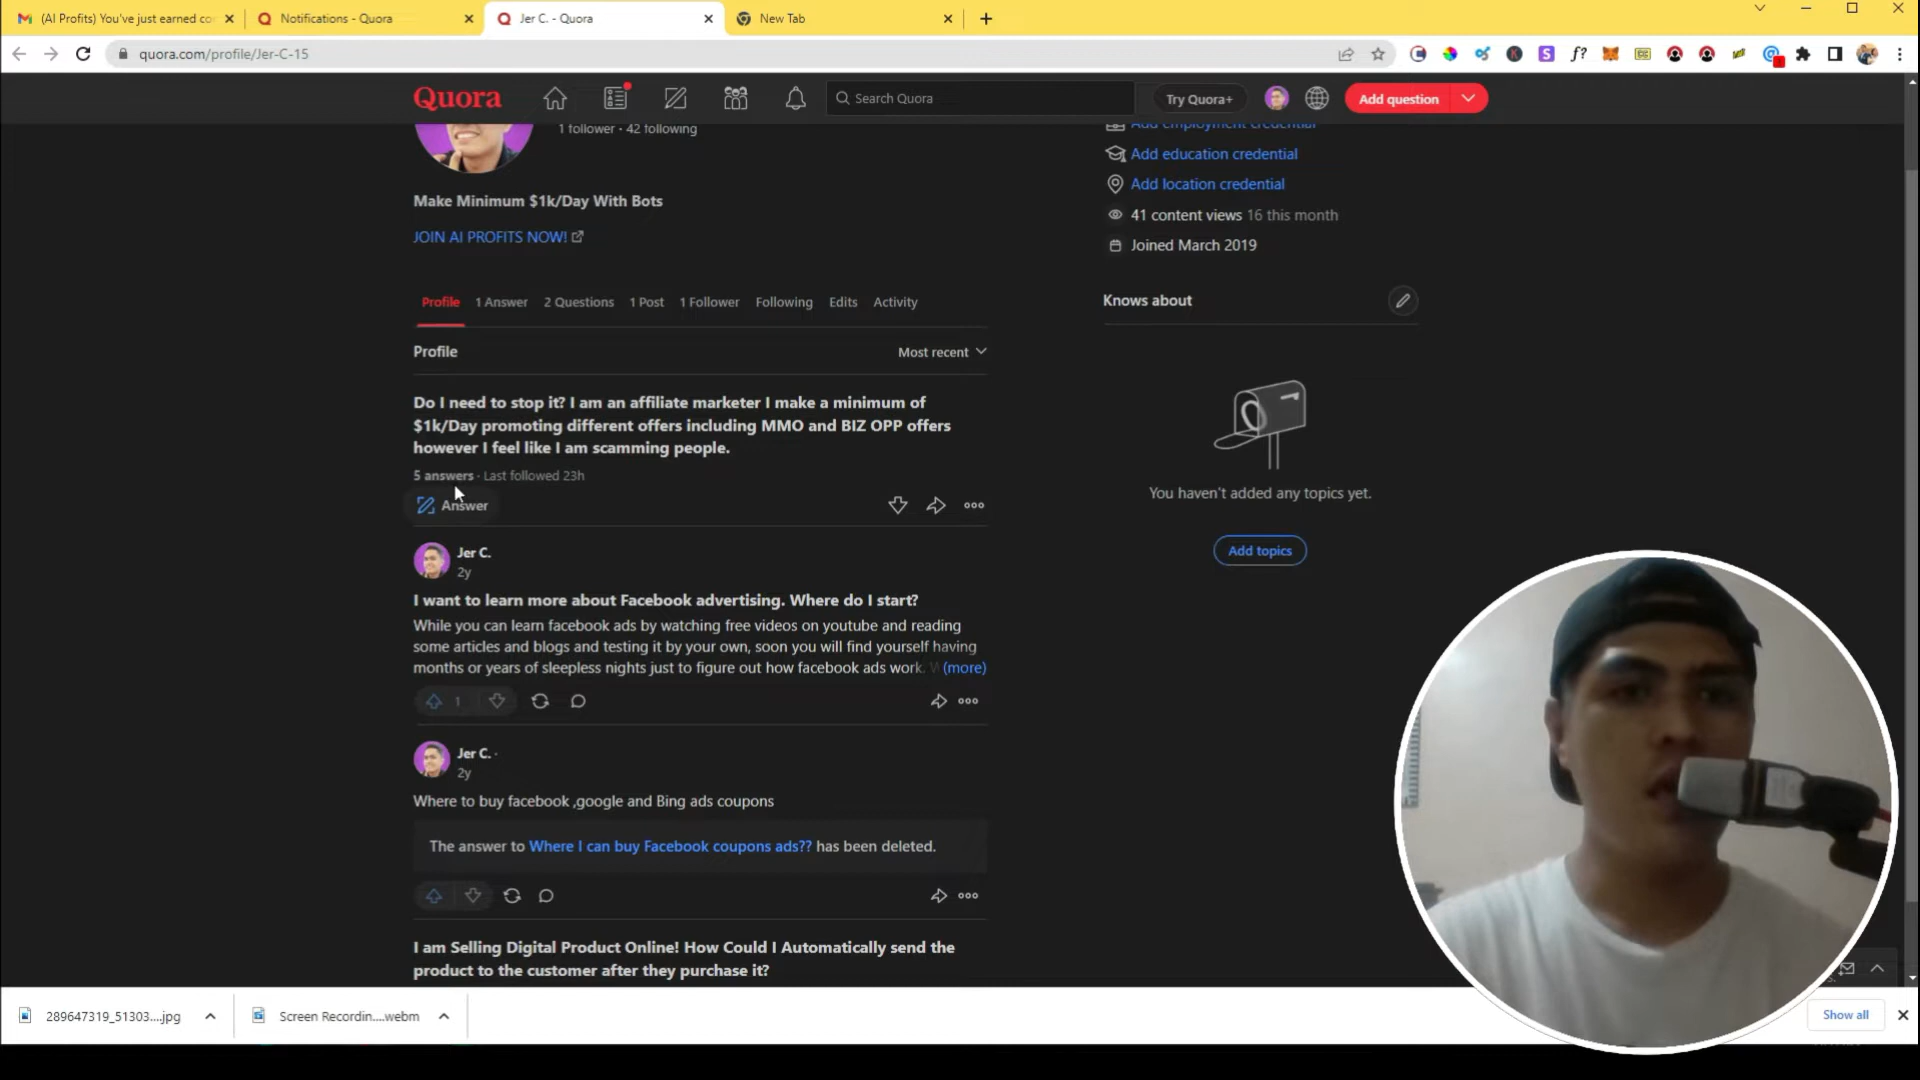 (AI Profits) You've just earned co
Notifications - Quora
Jer C. - Quora
New Tab
quora.com/profile/Jer-C-15
Quora
Search Quora
Try Quora+
Add question
1 follower · 42 following
Make Minimum $1k/Day With Bots
JOIN AI PROFITS NOW!
Profile
1 Answer
2 Questions
1 Post
1 Follower
Following
Edits
Activity
Profile
Most recent
Do I need to stop it? I am an affiliate marketer I make a minimum of
$1k/Day promoting different offers including MMO and BIZ OPP offers
however I feel like I am scamming people.
5 answers · Last followed 23h
Answer
Jer C.
2y
I want to learn more about Facebook advertising. Where do I start?
While you can learn facebook ads by watching free videos on youtube and reading
some articles and blogs and testing it by your own, soon you will find yourself having
months or years of sleepless nights just to figure out how facebook ads work. W (more)
1
Jer C. ·
2y
Where to buy facebook ,google and Bing ads coupons
The answer to Where I can buy Facebook coupons ads?? has been deleted.
I am Selling Digital Product Online! How Could I Automatically send the
product to the customer after they purchase it?
Add employment credential
Add education credential
Add location credential
41 content views 16 this month
Joined March 2019
Knows about
You haven't added any topics yet.
Add topics
289647319_51303....jpg
Screen Recordin....webm
Show all